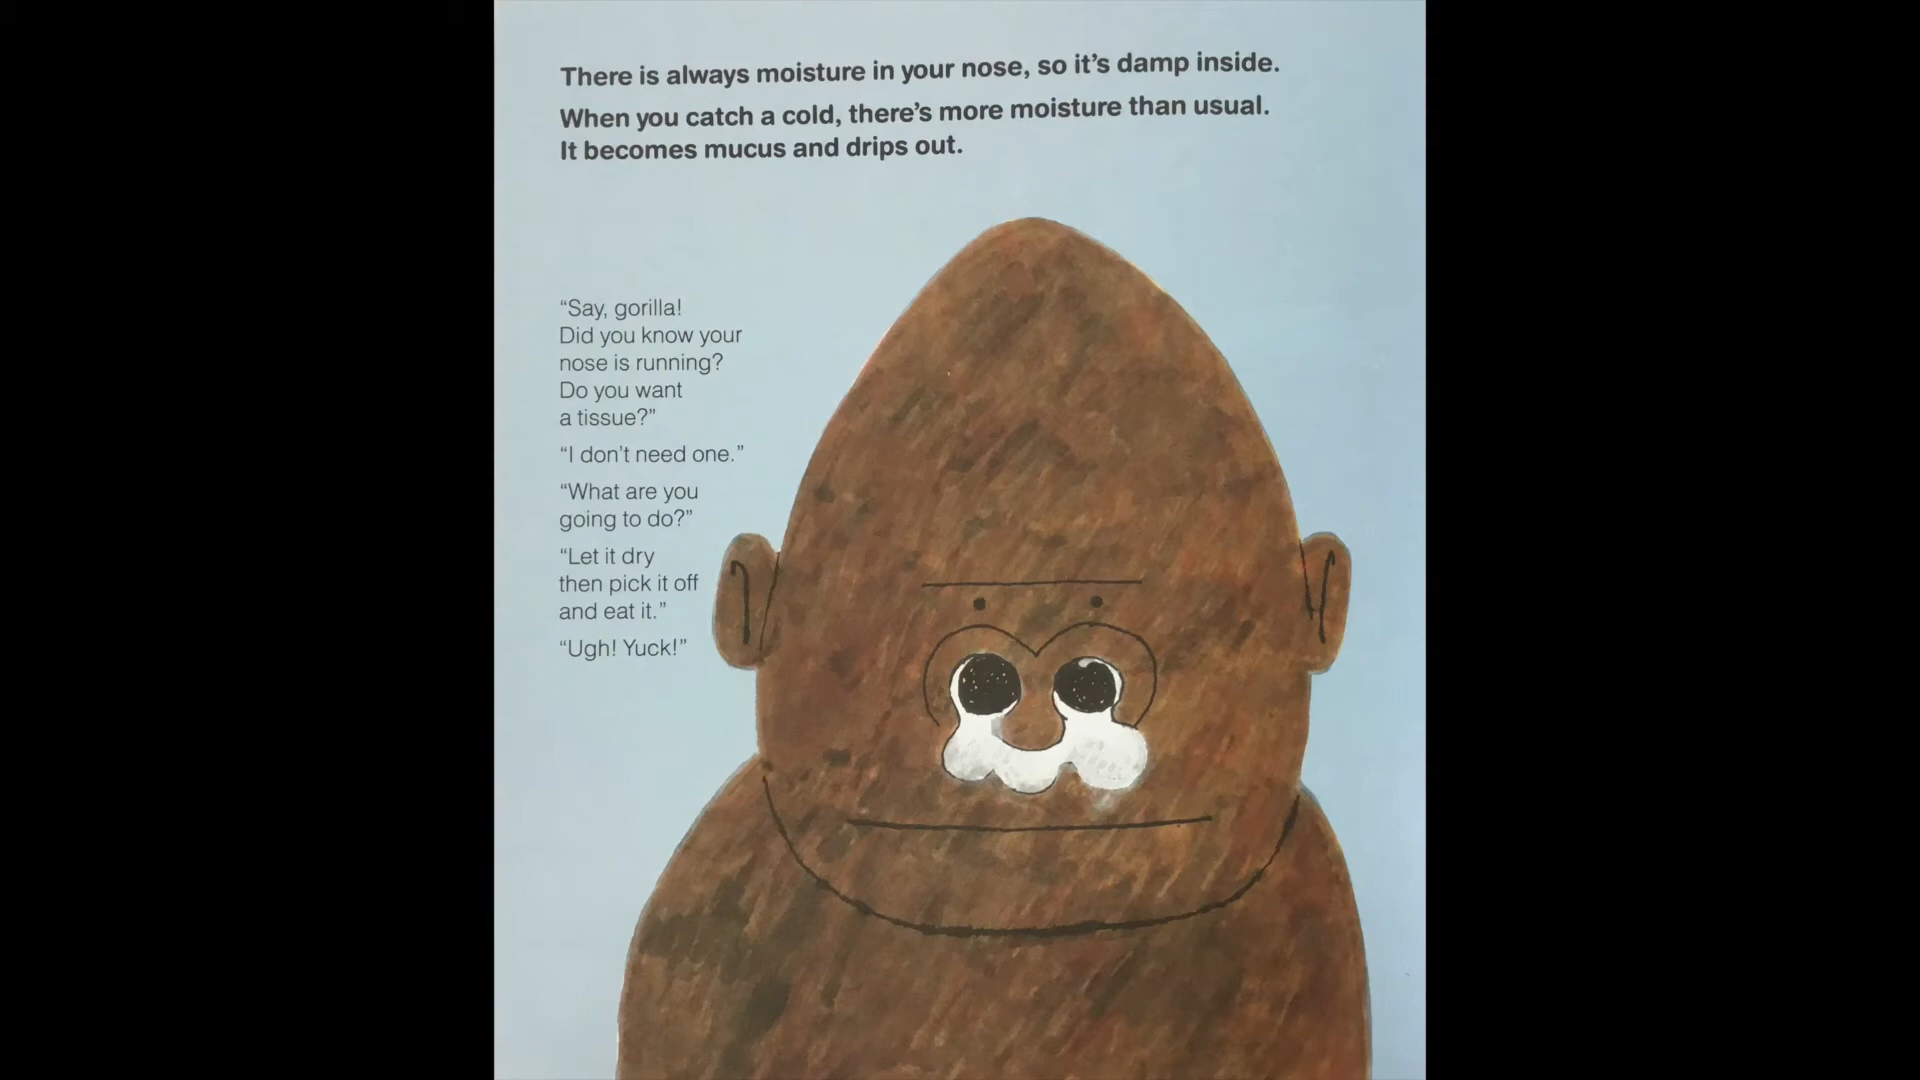 There is always moisture in your nose, so it’s damp inside.
When you catch a cold, there’s more moisture than usual.
It becomes mucus and drips out.
“Say, gorilla!
Did you know your
nose is running?
Do you want
a tissue?”
“I don’t need one.”
“What are you
going to do?”
“Let it dry
then pick it off
and eat it.”
“Ugh! Yuck!”